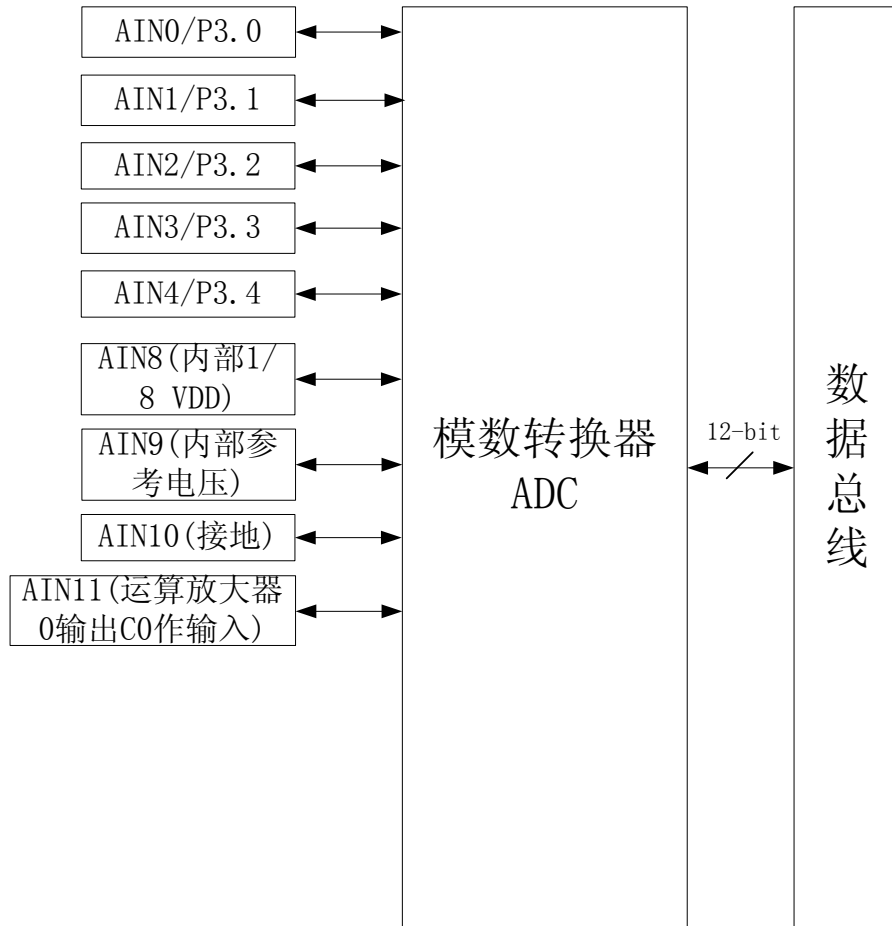 AIN0/P3.0
AIN1/P3.1
AIN2/P3.2
AIN3/P3.3
AIN4/P3.4
AIN8(内部1/
8 VDD)
AIN9(内部参
考电压)
AIN10(接地)
AIN11(运算放大器
0输出C0作输入)
模数转换器
ADC
12-bit
数
据
总
线